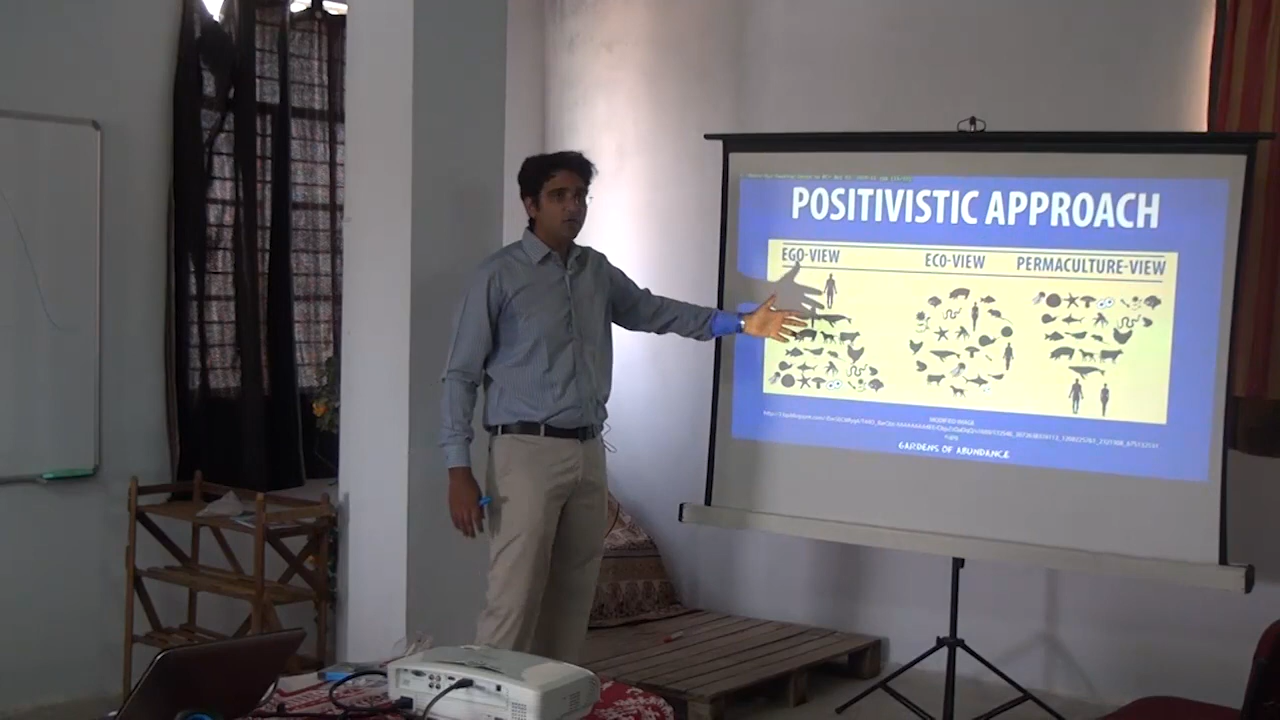 POSITIVISTIC APPROACH
EGO-VIEW ECO-VIEW PERMACULTURE-VIEW
MODIFIED IMAGE
GARDENS OF ABUNDANCE